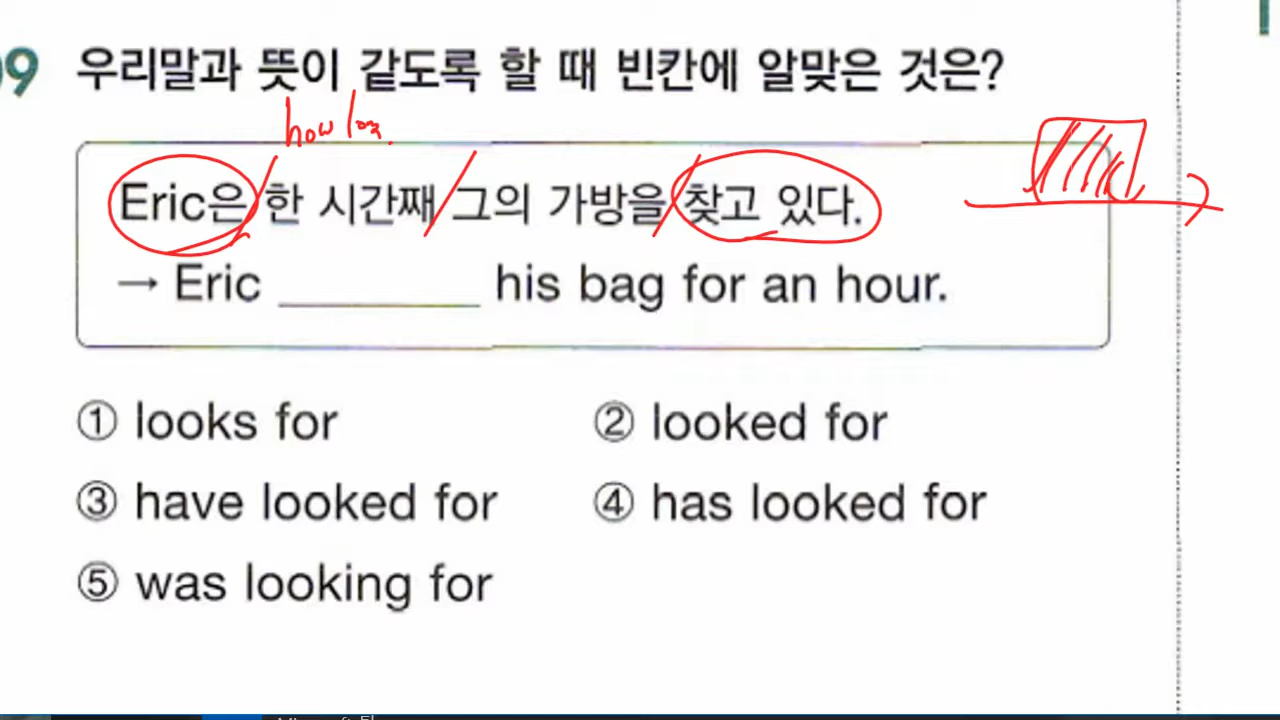 09 우리말과 뜻이 같도록 할 때 빈칸에 알맞은 것은?
how
Eric은 한 시간째 그의 가방을 찾고 있다.
→ Eric ________ his bag for an hour.
① looks for ② looked for
③ have looked for ④ has looked for
⑤ was looking for